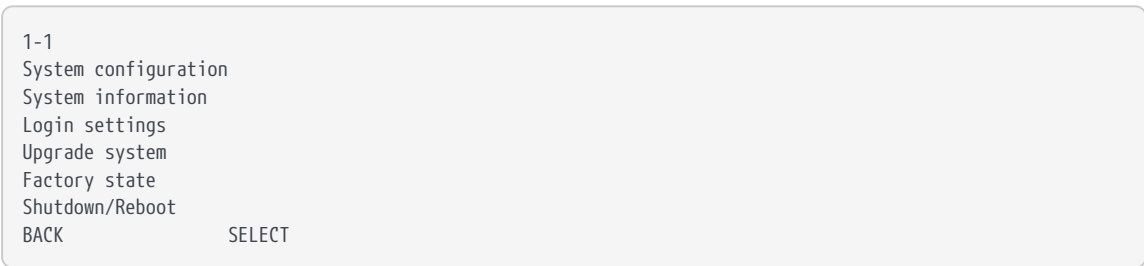 1-1
System configuration
System information
Login settings
Upgrade system
Factory state
Shutdown/Reboot
BACK                SELECT